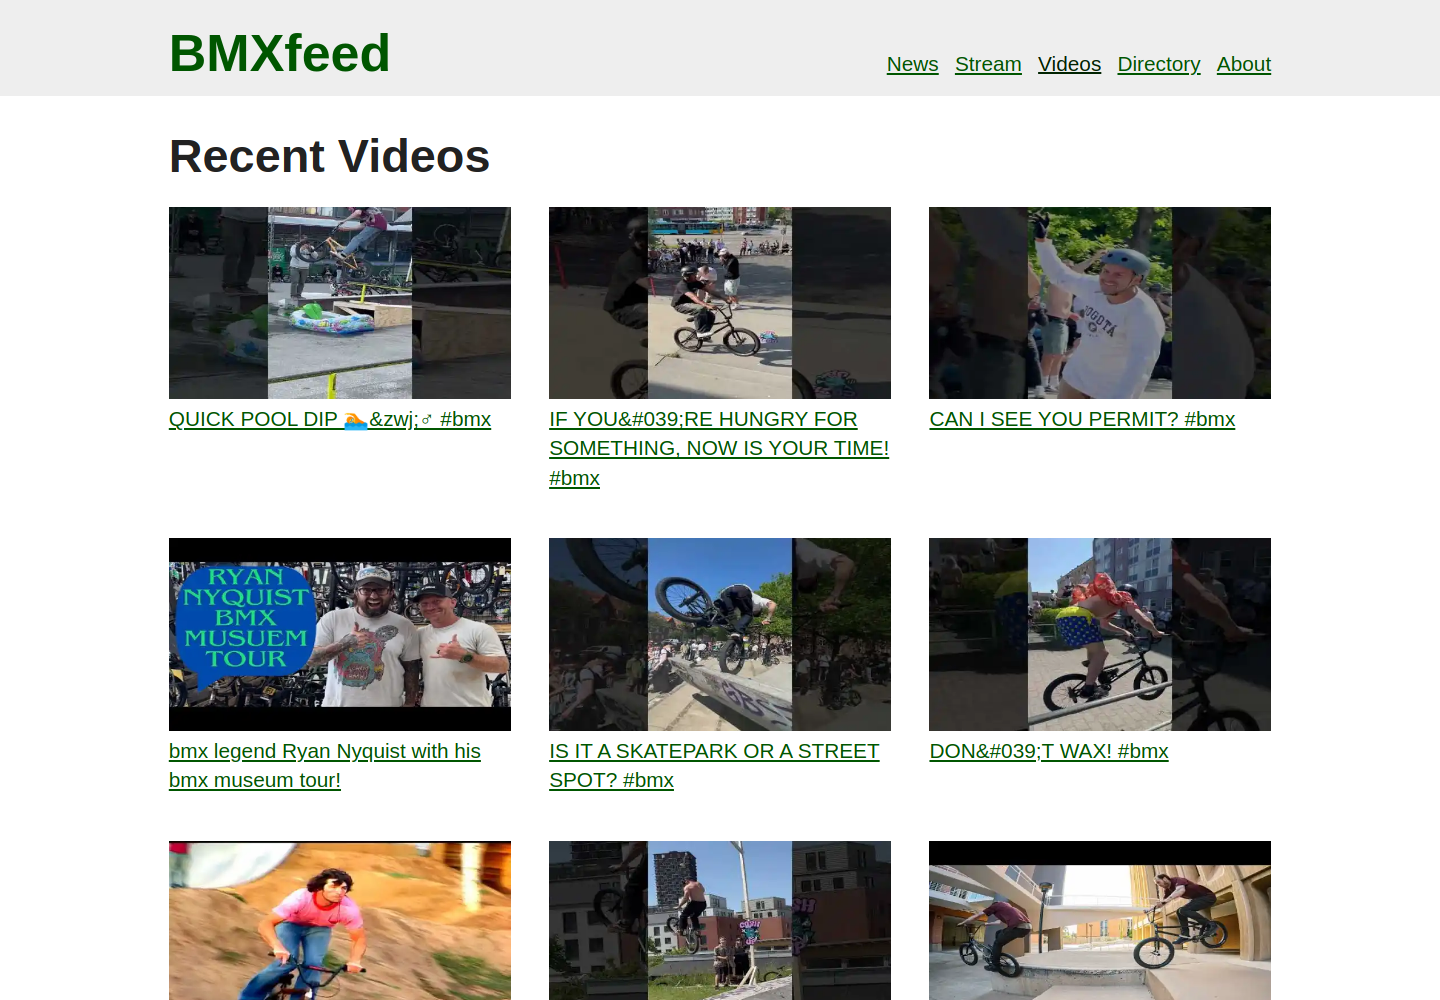 BMXfeed
News Stream Videos Directory About
Recent Videos
QUICK POOL DIP 🏊&zwj;♂ #bmx
IF YOU&#039;RE HUNGRY FOR
SOMETHING, NOW IS YOUR TIME!
#bmx
CAN I SEE YOU PERMIT? #bmx
BOGOTÁ
RYAN
NYQUIST
BMX
MUSUEM
TOUR
bmx legend Ryan Nyquist with his
bmx museum tour!
IS IT A SKATEPARK OR A STREET
SPOT? #bmx
DON&#039;T WAX! #bmx